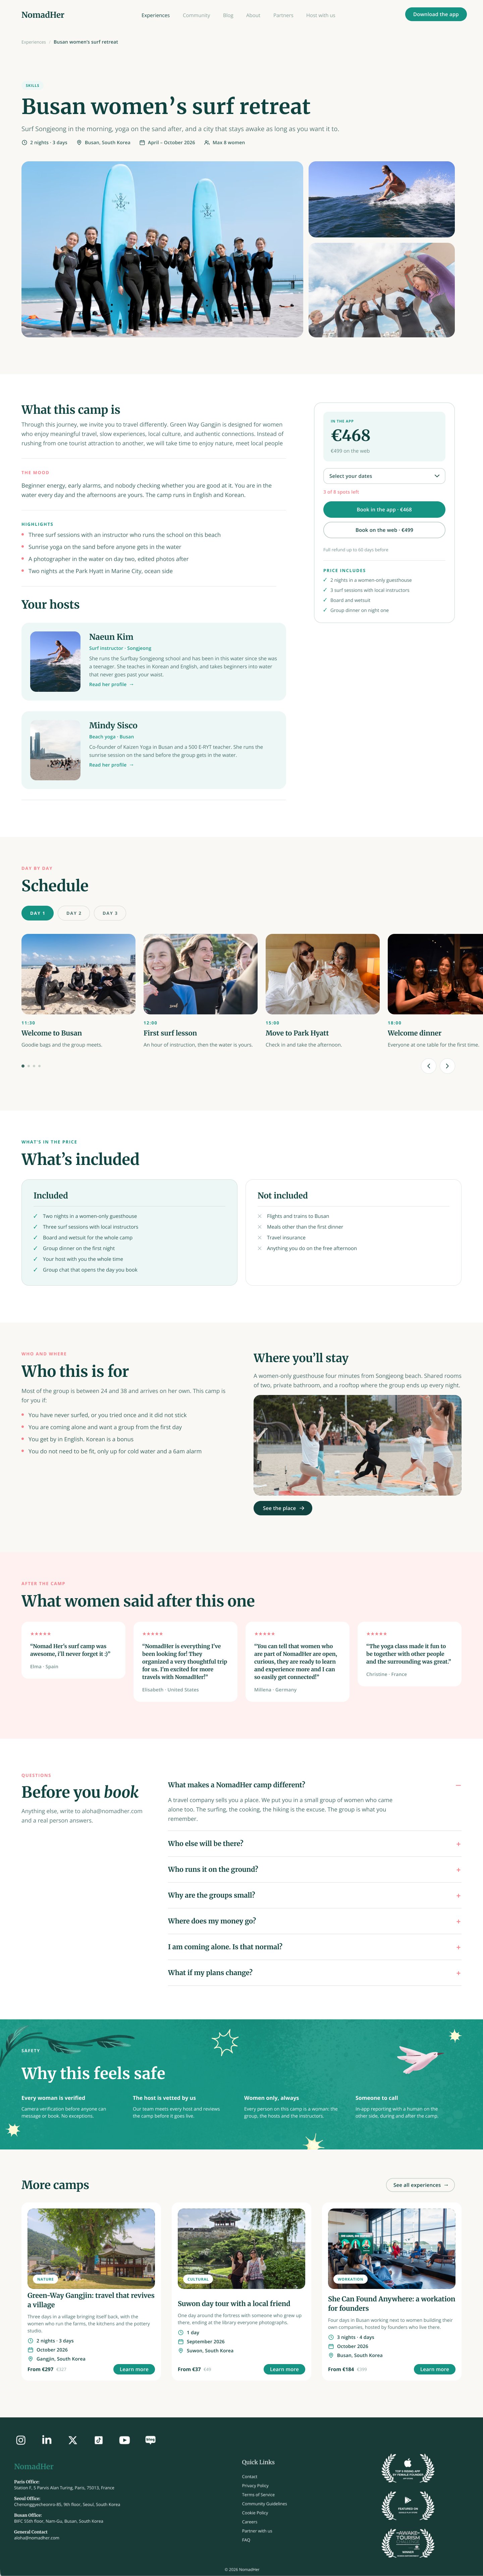 NomadHer
Experiences
Community
Blog
About
Partners
Host with us
Download the app
Experiences / Busan women's surf retreat
SKILLS
Busan women's surf retreat
Surf Songjeong in the morning, yoga on the sand after, and a city that stays awake as long as you want it to.
2 nights · 3 days
Busan, South Korea
April – October 2026
Max 8 women
What this camp is
Through this journey, we invite you to travel differently. Green Way Gangjin is designed for women
who enjoy meaningful travel, slow experiences, local culture, and authentic connections. Instead of
rushing from one tourist attraction to another, we will take time to enjoy nature, meet local people
THE MOOD
Beginner energy, early alarms, and nobody checking whether you are good at it. You are in the
water every day and the afternoons are yours. The camp runs in English and Korean.
HIGHLIGHTS
Three surf sessions with an instructor who runs the school on this beach
Sunrise yoga on the sand before anyone gets in the water
A photographer in the water on day two, edited photos after
Two nights at the Park Hyatt in Marine City, ocean side
IN THE APP
€468
€499 on the web
Select your dates
3 of 8 spots left
Book in the app · €468
Book on the web · €499
Full refund up to 60 days before
PRICE INCLUDES
2 nights in a women-only guesthouse
3 surf sessions with local instructors
Board and wetsuit
Group dinner on night one
Your hosts
Naeun Kim
Surf instructor · Songjeong
She runs the Surfbay Songjeong school and has been in this water since she was
a teenager. She teaches in Korean and English, and takes beginners into water
that never goes past your waist.
Read her profile →
Mindy Sisco
Beach yoga · Busan
Co-founder of Kaizen Yoga in Busan and a 500 E-RYT teacher. She runs the
sunrise session on the sand before the group gets in the water.
Read her profile →
DAY BY DAY
Schedule
DAY 1
DAY 2
DAY 3
11:30
Welcome to Busan
Goodie bags and the group meets.
12:00
First surf lesson
An hour of instruction, then the water is yours.
15:00
Move to Park Hyatt
Check in and take the afternoon.
18:00
Welcome dinner
Everyone at one table for the first time.
WHAT'S IN THE PRICE
What's included
Included
Two nights in a women-only guesthouse
Three surf sessions with local instructors
Board and wetsuit for the whole camp
Group dinner on the first night
Your host with you the whole time
Group chat that opens the day you book
Not included
Flights and trains to Busan
Meals other than the first dinner
Travel insurance
Anything you do on the free afternoon
WHO AND WHERE
Who this is for
Most of the group is between 24 and 38 and arrives on her own. This camp is
for you if:
You have never surfed, or you tried once and it did not stick
You are coming alone and want a group from the first day
You get by in English. Korean is a bonus
You do not need to be fit, only up for cold water and a 6am alarm
Where you'll stay
A women-only guesthouse four minutes from Songjeong beach. Shared rooms
of two, private bathroom, and a rooftop where the group ends up every night.
See the place →
AFTER THE CAMP
What women said after this one
★★★★★
"Nomad Her's surf camp was
awesome, I'll never forget it :)"
Elma · Spain
★★★★★
"NomadHer is everything I've
been looking for! They
organized a very thoughtful trip
for us. I'm excited for more
travels with NomadHer!"
Elisabeth · United States
★★★★★
"You can tell that women who
are part of NomadHer are open,
curious, they are ready to learn
and experience more and I can
so easily get connected!"
Millena · Germany
★★★★★
"The yoga class made it fun to
be together with other people
and the surrounding was great."
Christine · France
QUESTIONS
Before you book
Anything else, write to aloha@nomadher.com
and a real person answers.
What makes a NomadHer camp different?
A travel company sells you a place. We put you in a small group of women who came
alone too. The surfing, the cooking, the hiking is the excuse. The group is what you
remember.
Who else will be there?
Who runs it on the ground?
Why are the groups small?
Where does my money go?
I am coming alone. Is that normal?
What if my plans change?
SAFETY
Why this feels safe
Every woman is verified
Camera verification before anyone can
message or book. No exceptions.
The host is vetted by us
Our team meets every host and reviews
the camp before it goes live.
Women only, always
Every person on this camp is a woman: the
group, the hosts and the instructors.
Someone to call
In-app reporting with a human on the
other side, during and after the camp.
More camps
See all experiences →
NATURE
Green-Way Gangjin: travel that revives
a village
Three days in a village bringing itself back, with the
women who run the farms, the kitchens and the pottery
studio.
2 nights · 3 days
October 2026
Gangjin, South Korea
From €297 €327
Learn more
CULTURAL
Suwon day tour with a local friend
One day around the fortress with someone who grew up
there, ending at the library everyone photographs.
1 day
September 2026
Suwon, South Korea
Learn more
WORKATION
She Can Found Anywhere: a workation
for founders
Four days in Busan working next to women building their
own companies, hosted by founders who live there.
3 nights · 4 days
October 2026
Busan, South Korea
Learn more
NomadHer
Paris Office:
Station F, 5 Parvis Alan Turing, Paris, 75013, France
Seoul Office:
Busan Office:
BIFC 55th floor, Nam-Gu, Busan, South Korea
General Contact
aloha@nomadher.com
Quick Links
Contact
Privacy Policy
Terms of Service
Community Guidelines
Cookie Policy
Careers
Partner with us
FAQ
FEATURED ON
AWAKE
TOURISM
WINNER
© 2026 NomadHer